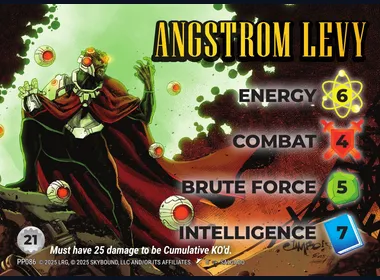 ANGSTROM LEVY
ENERGY 6
COMBAT 4
BRUTE FORCE 5
INTELLIGENCE 7
21
Must have 25 damage to be Cumulative KO'd.
PP086 © 2025 LRG, © 2025 SKYBOUND, LLC AND/OR ITS AFFILIATES